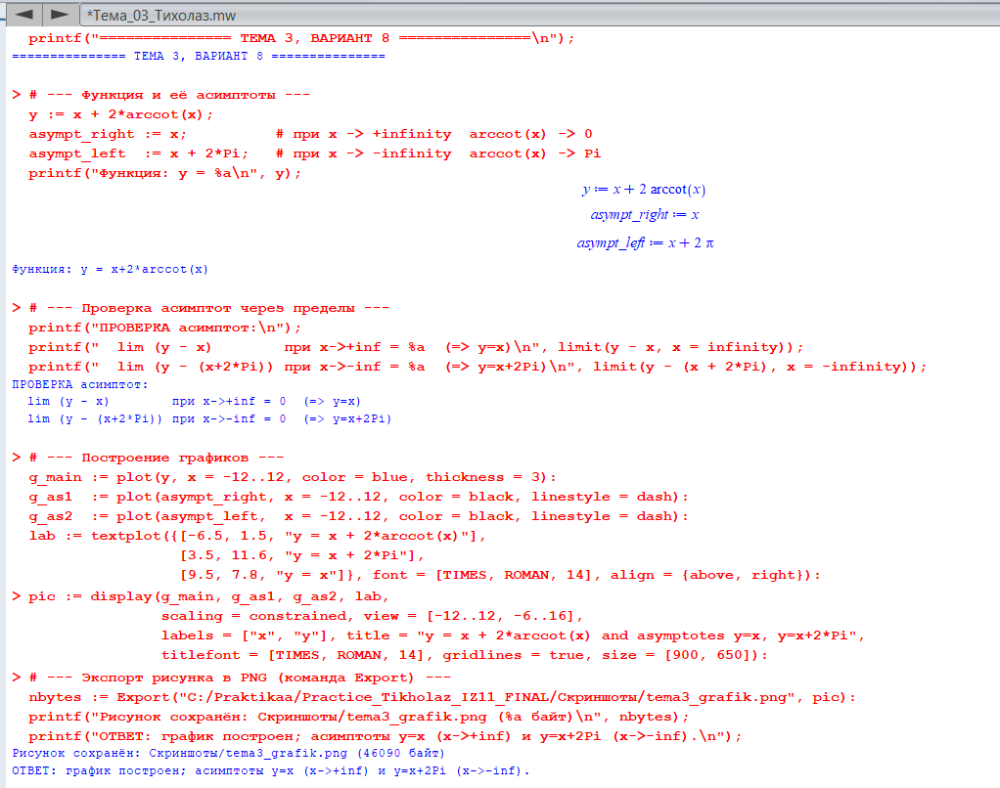 *Тема_03_Тихолаз.mw
printf("=============== ТЕМА 3, ВАРИАНТ 8 ===============\n");
=============== ТЕМА 3, ВАРИАНТ 8 ===============
> # --- Функция и её асимптоты ---
y := x + 2*arccot(x);
asympt_right := x; # при x -> +infinity arccot(x) -> 0
asympt_left := x + 2*Pi; # при x -> -infinity arccot(x) -> Pi
printf("Функция: y = %a\n", y);
y := x + 2 arccot(x)
asympt_right := x
asympt_left := x + 2 π
Функция: y = x+2*arccot(x)
> # --- Проверка асимптот через пределы ---
printf("ПРОВЕРКА асимптот:\n");
printf(" lim (y - x) при x->+inf = %a (=> y=x)\n", limit(y - x, x = infinity));
printf(" lim (y - (x+2*Pi)) при x->-inf = %a (=> y=x+2Pi)\n", limit(y - (x + 2*Pi), x = -infinity));
ПРОВЕРКА асимптот:
lim (y - x) при x->+inf = 0 (=> y=x)
lim (y - (x+2*Pi)) при x->-inf = 0 (=> y=x+2Pi)
> # --- Построение графиков ---
g_main := plot(y, x = -12..12, color = blue, thickness = 3):
g_as1 := plot(asympt_right, x = -12..12, color = black, linestyle = dash):
g_as2 := plot(asympt_left, x = -12..12, color = black, linestyle = dash):
lab := textplot({[-6.5, 1.5, "y = x + 2*arccot(x)"],
[3.5, 11.6, "y = x + 2*Pi"],
[9.5, 7.8, "y = x"]}, font = [TIMES, ROMAN, 14], align = {above, right}):
> pic := display(g_main, g_as1, g_as2, lab,
scaling = constrained, view = [-12..12, -6..16],
labels = ["x", "y"], title = "y = x + 2*arccot(x) and asymptotes y=x, y=x+2*Pi",
titlefont = [TIMES, ROMAN, 14], gridlines = true, size = [900, 650]):
> # --- Экспорт рисунка в PNG (команда Export) ---
nbytes := Export("C:/Praktikaa/Practice_Tikholaz_IZ11_FINAL/Скриншоты/tema3_grafik.png", pic):
printf("Рисунок сохранён: Скриншоты/tema3_grafik.png (%a байт)\n", nbytes);
printf("ОТВЕТ: график построен; асимптоты y=x (x->+inf) и y=x+2Pi (x->-inf).\n");
Рисунок сохранён: Скриншоты/tema3_grafik.png (46090 байт)
ОТВЕТ: график построен; асимптоты y=x (x->+inf) и y=x+2Pi (x->-inf).